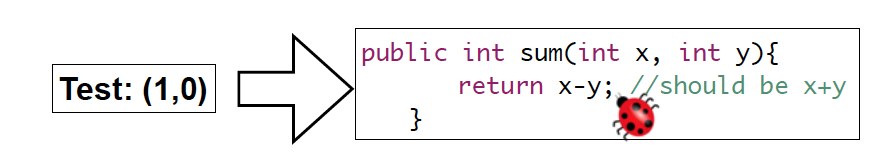 Test: (1,0)
public int sum(int x, int y){
return x-y; //should be x+y
}